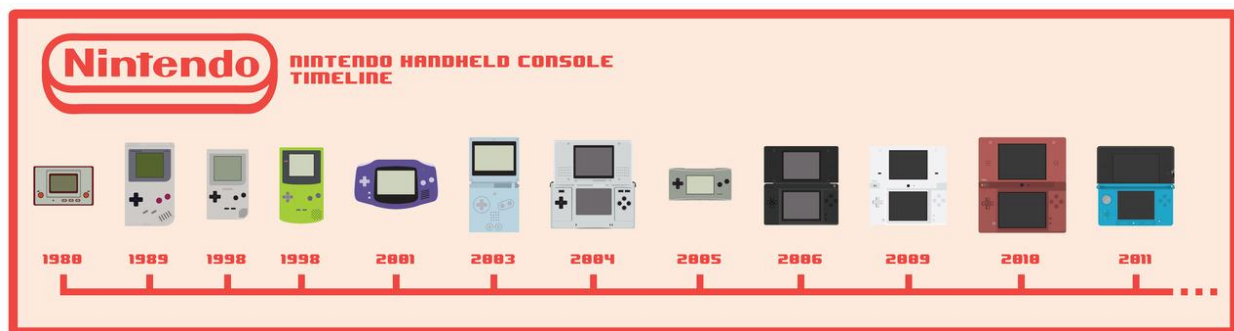 Nintendo
NINTENDO HANDHELD CONSOLE
TIMELINE
1980 1989 1998 1998 2001 2003 2004 2005 2006 2009 2010 2011